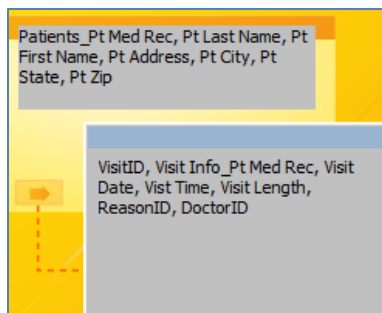 Patients_Pt Med Rec, Pt Last Name, Pt
First Name, Pt Address, Pt City, Pt
State, Pt Zip
VisitID, Visit Info_Pt Med Rec, Visit
Date, Vist Time, Visit Length,
ReasonID, DoctorID